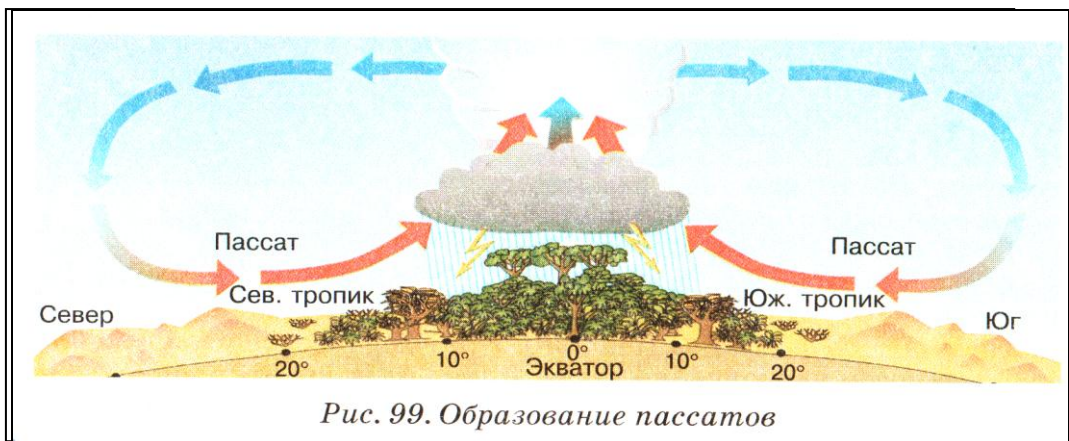 Пассат
Пассат
Сев. тропик
Юж. тропик
Север
Юг
20°
10°
0°
10°
20°
Экватор
Рис. 99. Образование пассатов